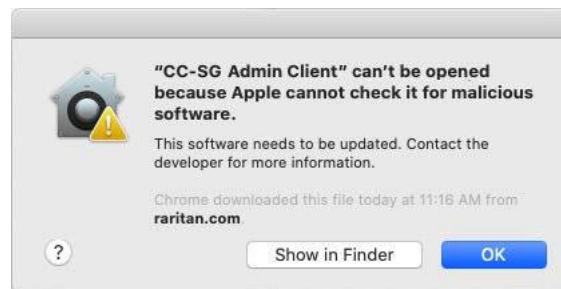 “CC-SG Admin Client” can’t be opened
because Apple cannot check it for malicious
software.
This software needs to be updated. Contact the
developer for more information.
Chrome downloaded this file today at 11:16 AM from
raritan.com.
?
Show in Finder
OK